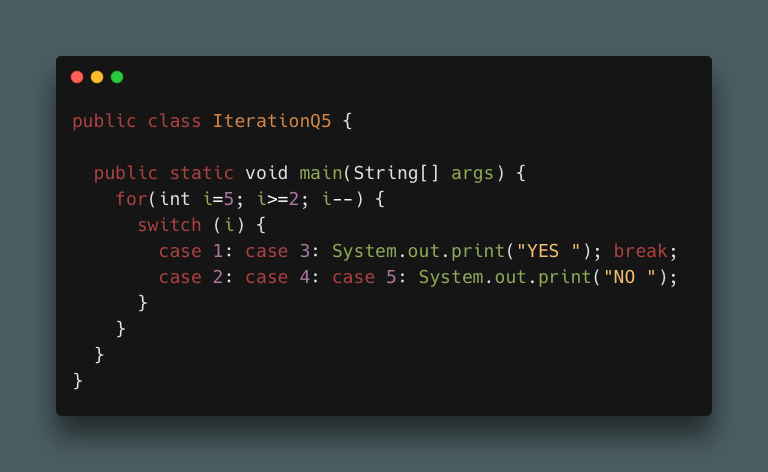 public class IterationQ5 {
public static void main(String[] args) {
for(int i=5; i>=2; i--) {
switch (i) {
case 1: case 3: System.out.print("YES "); break;
case 2: case 4: case 5: System.out.print("NO ");
}
}
}
}